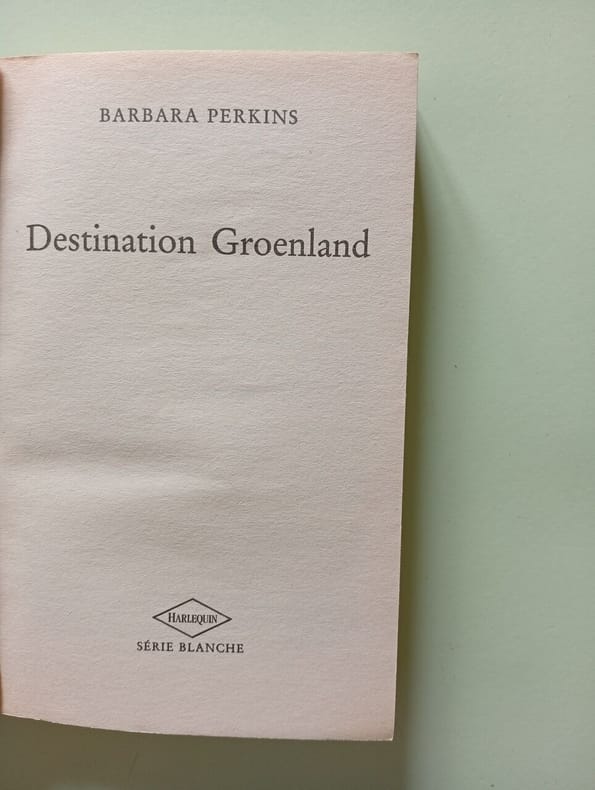 BARBARA PERKINS
Destination Groenland
HARLEQUIN
SÉRIE BLANCHE